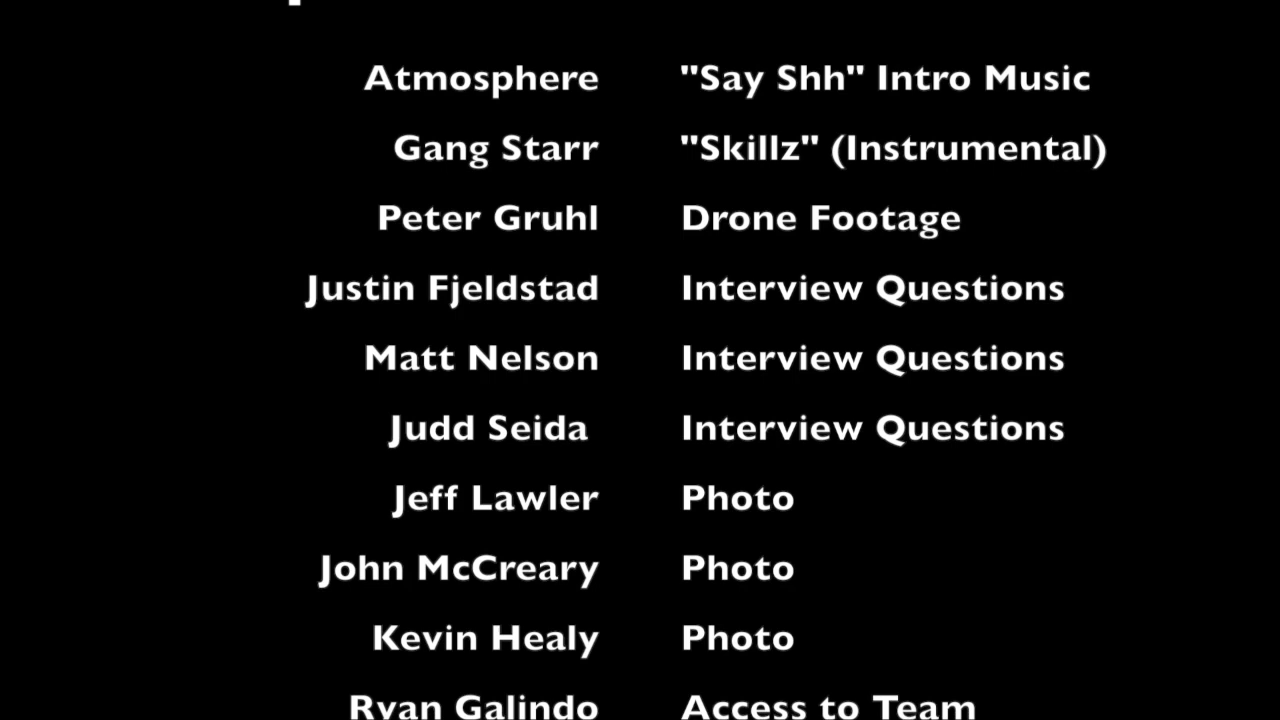 Atmosphere "Say Shh" Intro Music
Gang Starr "Skillz" (Instrumental)
Peter Gruhl Drone Footage
Justin Fjeldstad Interview Questions
Matt Nelson Interview Questions
Judd Seida Interview Questions
Jeff Lawler Photo
John McCreary Photo
Kevin Healy Photo
Ryan Galindo Access to Team